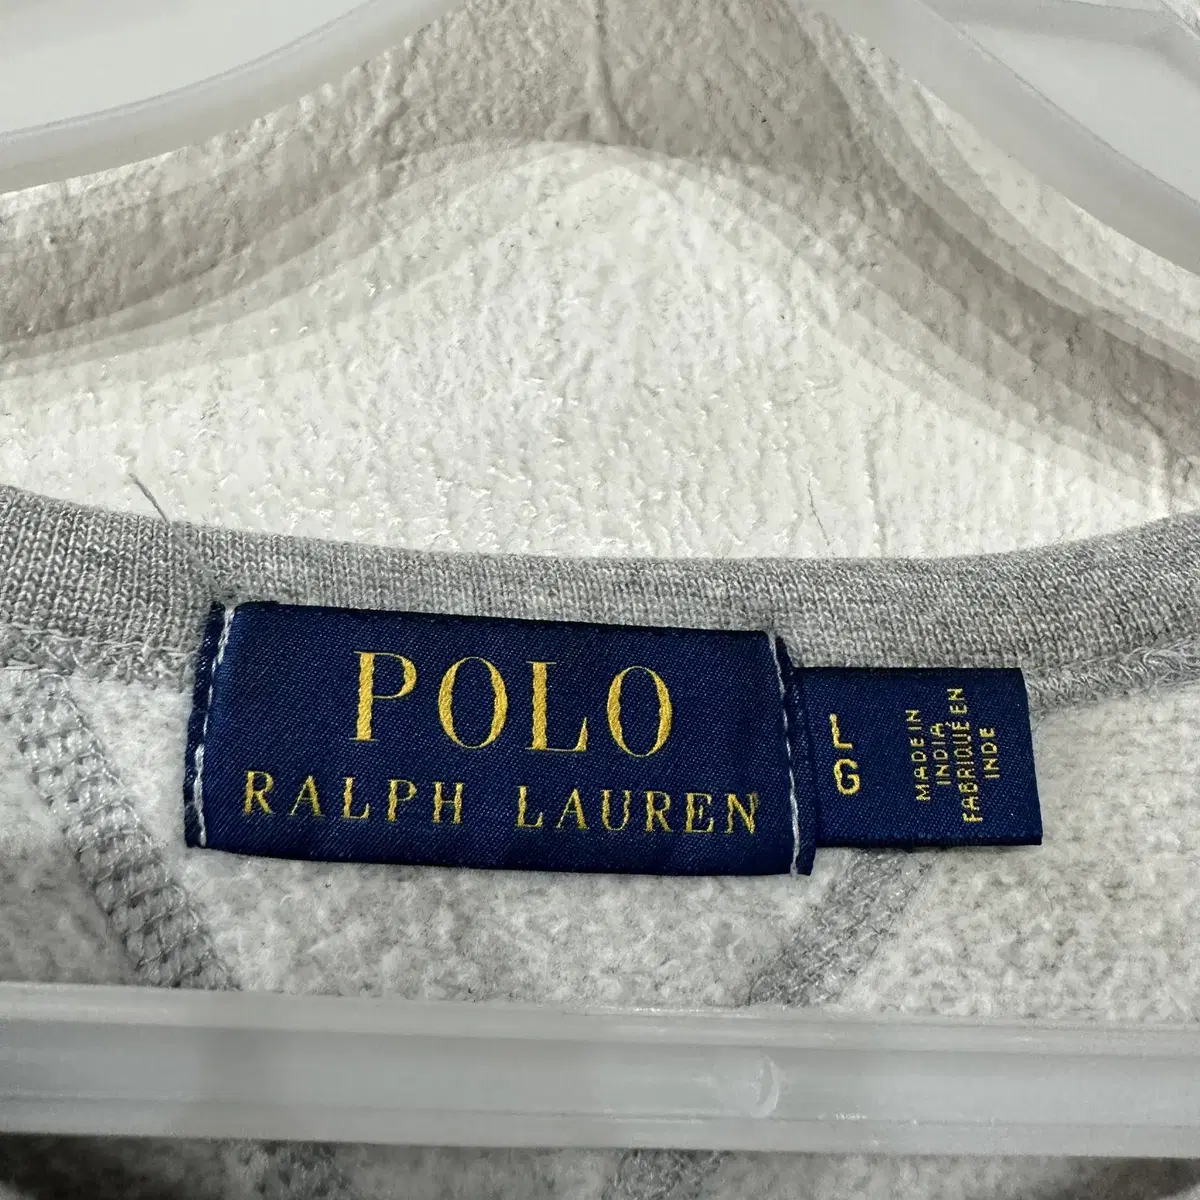 POLO
RALPH LAUREN
L
G
MADE IN
INDIA
FABRIQUÉ EN
INDE